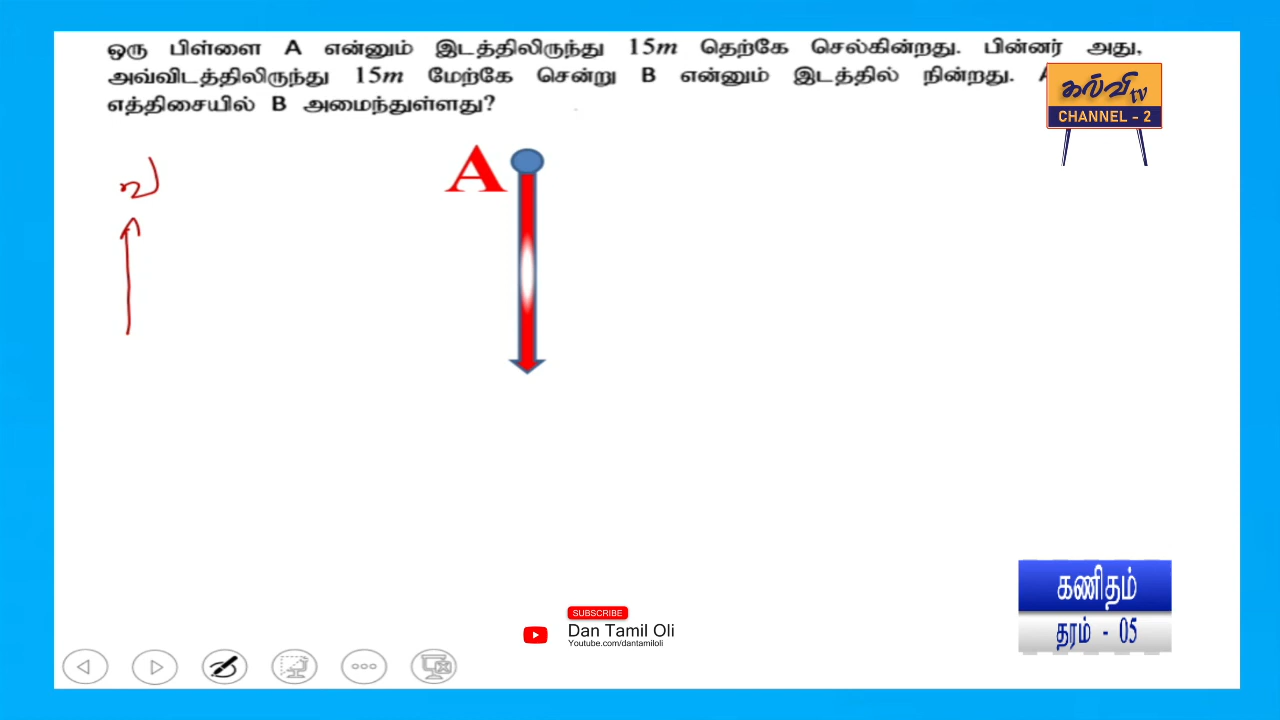 ஒரு பிள்ளை A என்னும் இடத்திலிருந்து 15m தெற்கே செல்கின்றது. பின்னர் அது,
அவ்விடத்திலிருந்து 15m மேற்கே சென்று B என்னும் இடத்தில் நின்றது.
எத்திசையில் B அமைந்துள்ளது?
கல்வி tv
CHANNEL - 2
வ
A
கணிதம்
தரம் - 05
SUBSCRIBE
Dan Tamil Oli
Youtube.com/dantamiloli